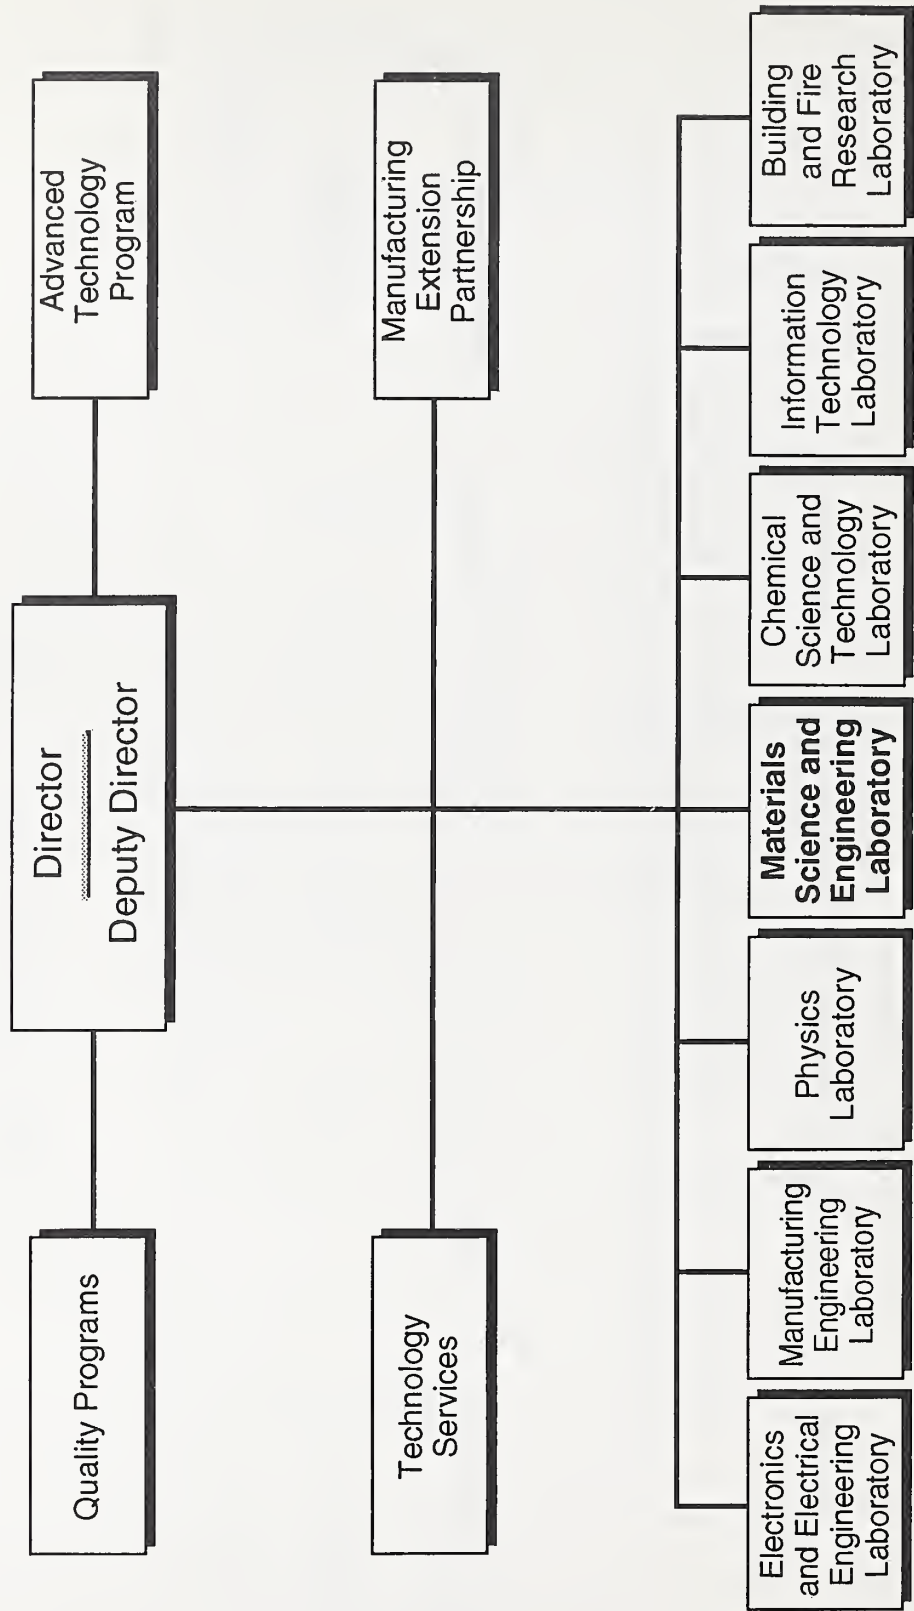 Director
Deputy Director
Quality Programs
Advanced
Technology
Program
Technology
Services
Manufacturing
Extension
Partnership
Electronics
and Electrical
Engineering
Laboratory
Manufacturing
Engineering
Laboratory
Physics
Laboratory
Materials
Science and
Engineering
Laboratory
Chemical
Science and
Technology
Laboratory
Information
Technology
Laboratory
Building
and Fire
Research
Laboratory